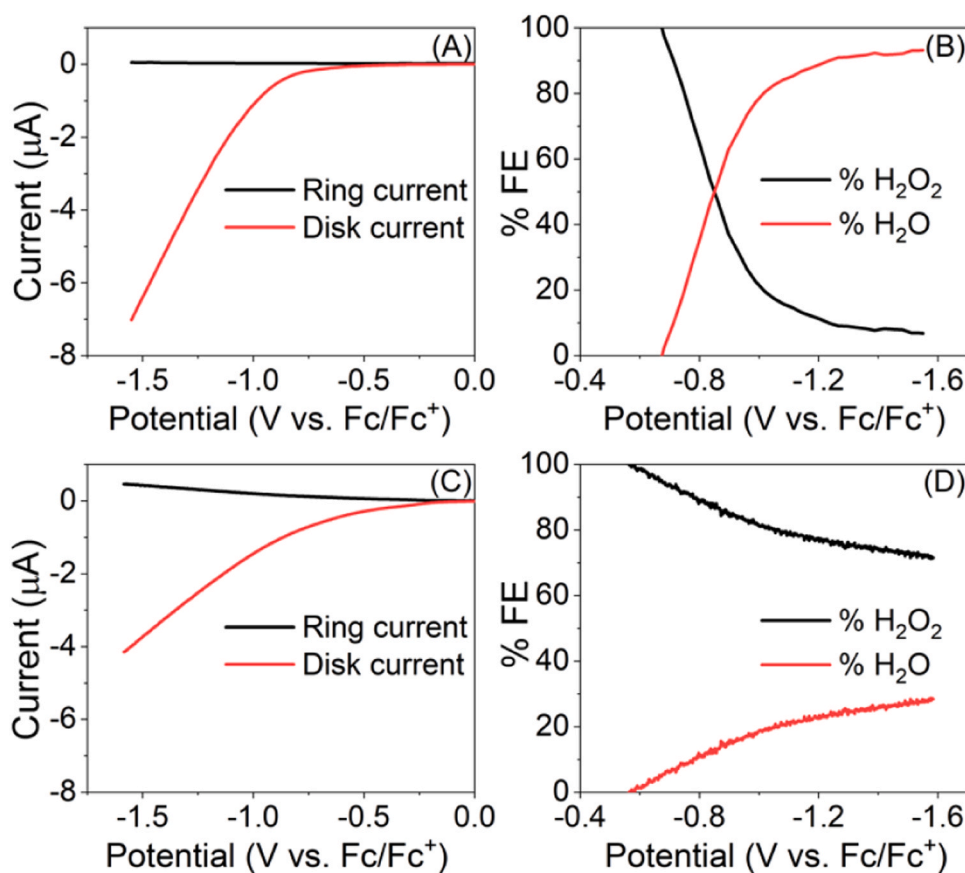 (A)
0
-2
-4
-6
-8
Current (μA)
Ring current
Disk current
-1.5
-1.0
-0.5
0.0
Potential (V vs. Fc/Fc⁺)
(B)
100
80
60
40
20
0
% FE
% H₂O₂
% H₂O
-0.4
-0.8
-1.2
-1.6
Potential (V vs. Fc/Fc⁺)
(C)
0
-2
-4
-6
-8
Current (μA)
Ring current
Disk current
-1.5
-1.0
-0.5
0.0
Potential (V vs. Fc/Fc⁺)
(D)
100
80
60
40
20
0
% FE
% H₂O₂
% H₂O
-0.4
-0.8
-1.2
-1.6
Potential (V vs. Fc/Fc⁺)